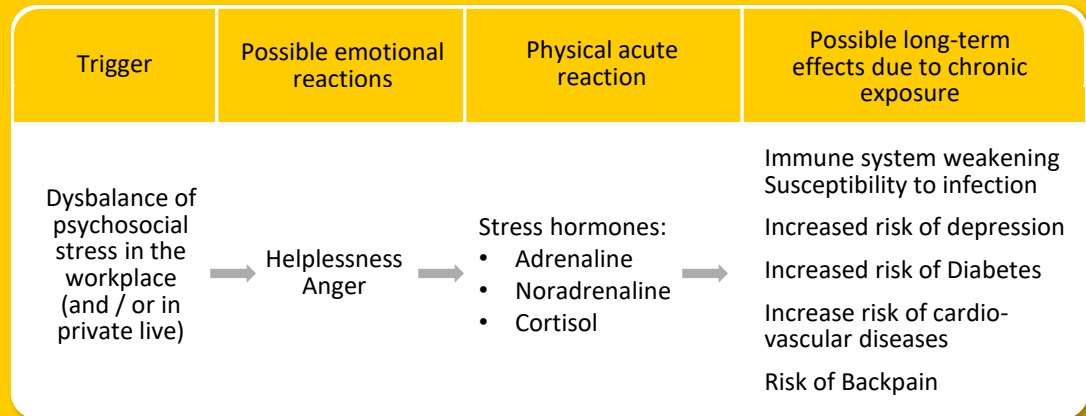 Trigger
Possible emotional
reactions
Physical acute
reaction
Possible long-term
effects due to chronic
exposure
Dysbalance of
psychosocial
stress in the
workplace
(and / or in
private live)
Helplessness
Anger
Stress hormones:
• Adrenaline
• Noradrenaline
• Cortisol
Immune system weakening
Susceptibility to infection
Increased risk of depression
Increased risk of Diabetes
Increase risk of cardio-
vascular diseases
Risk of Backpain